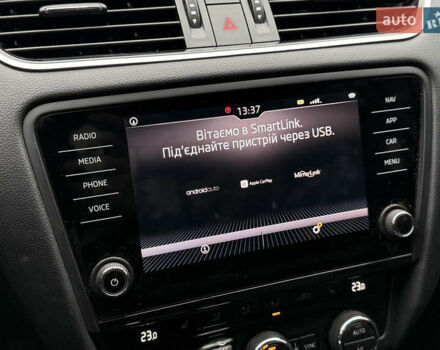 auto
RADIO
MEDIA
PHONE
VOICE
13:37
Вітаємо в SmartLink.
Під'єднайте пристрій через USB.
androidauto
Apple CarPlay
MirrorLink
NAV
APP
CAR
MENU
23.0
23.0
AUTO
SYNC